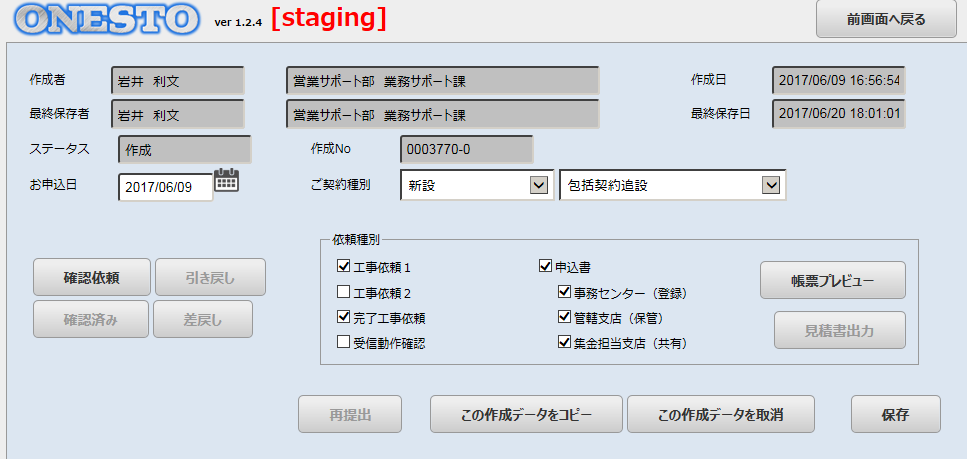 ONESTO ver 1.2.4 [staging] 前画面へ戻る
作成者 岩井 利文 営業サポート部 業務サポート課 作成日 2017/06/09 16:56:54
最終保存者 岩井 利文 営業サポート部 業務サポート課 最終保存日 2017/06/20 18:01:01
ステータス 作成 作成No 0003770-0
お申込日 2017/06/09 ご契約種別 新設 包括契約追設
依頼種別
確認依頼 引き戻し
確認済み 差戻し
工事依頼1 申込書
工事依頼2 事務センター（登録）
完了工事依頼 管轄支店（保管）
受信動作確認 集金担当支店（共有）
帳票プレビュー
見積書出力
再提出 この作成データをコピー この作成データを取消 保存